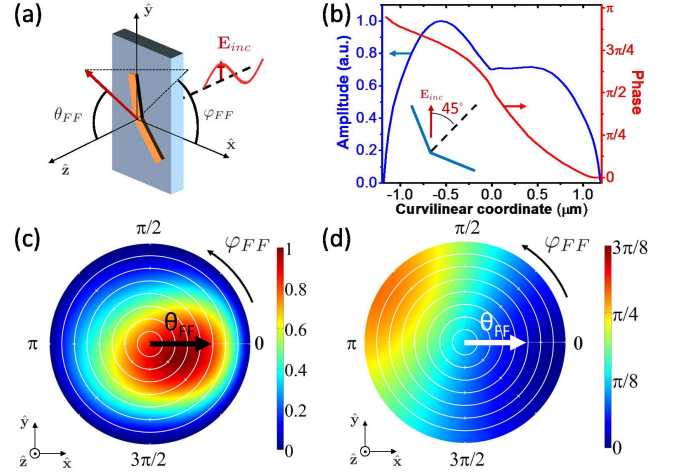 (a)
ŷ
E_inc
θ_FF
φ_FF
ẑ
x̂
(b)
Amplitude (a.u.)
1.0
0.8
0.6
0.4
0.2
0.0
-1.0 -0.5 0.0 0.5 1.0
Curvilinear coordinate (μm)
π
3π/4
π/2
π/4
0
Phase
E_inc
45°
(c)
π/2
φ_FF
π
θ_FF
0
3π/2
ŷ
ẑ
x̂
1
0.8
0.6
0.4
0.2
0
(d)
π/2
φ_FF
π
θ_FF
0
3π/2
ŷ
ẑ
x̂
3π/8
π/4
π/8
0